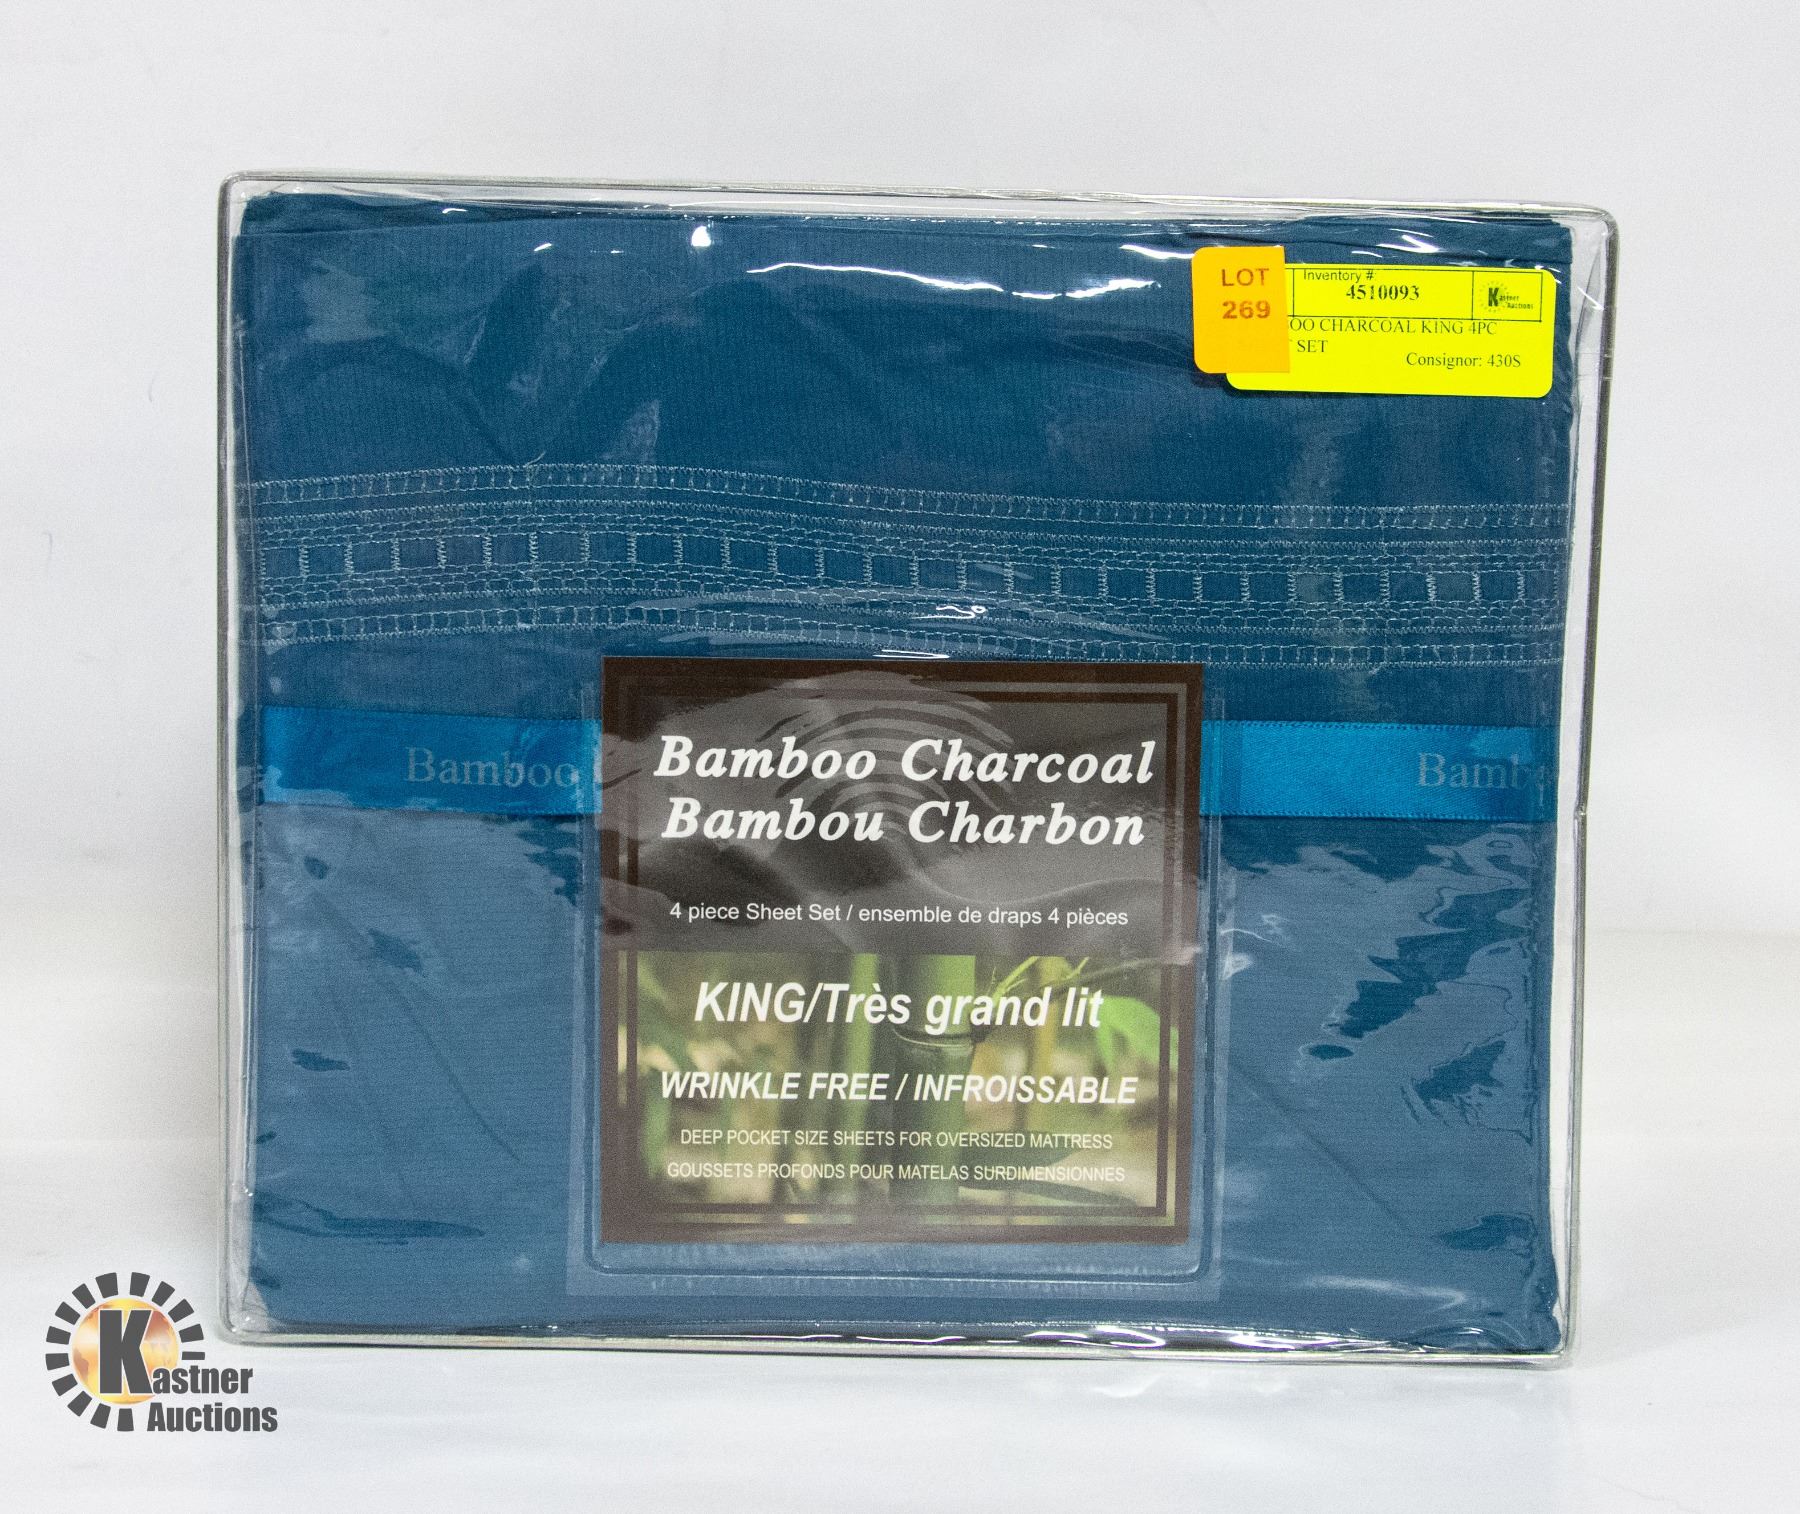 LOT
269
Inventory #
4510093
Kastner
Auctions
OO CHARCOAL KING 4PC
SET
Consignor: 430S
Bamboo
Bamb
Bamboo Charcoal
Bambou Charbon
4 piece Sheet Set / ensemble de draps 4 pièces
KING/Très grand lit
WRINKLE FREE / INFROISSABLE
DEEP POCKET SIZE SHEETS FOR OVERSIZED MATTRESS
GOUSSETS PROFONDS POUR MATELAS SURDIMENSIONNES
Kastner
Auctions